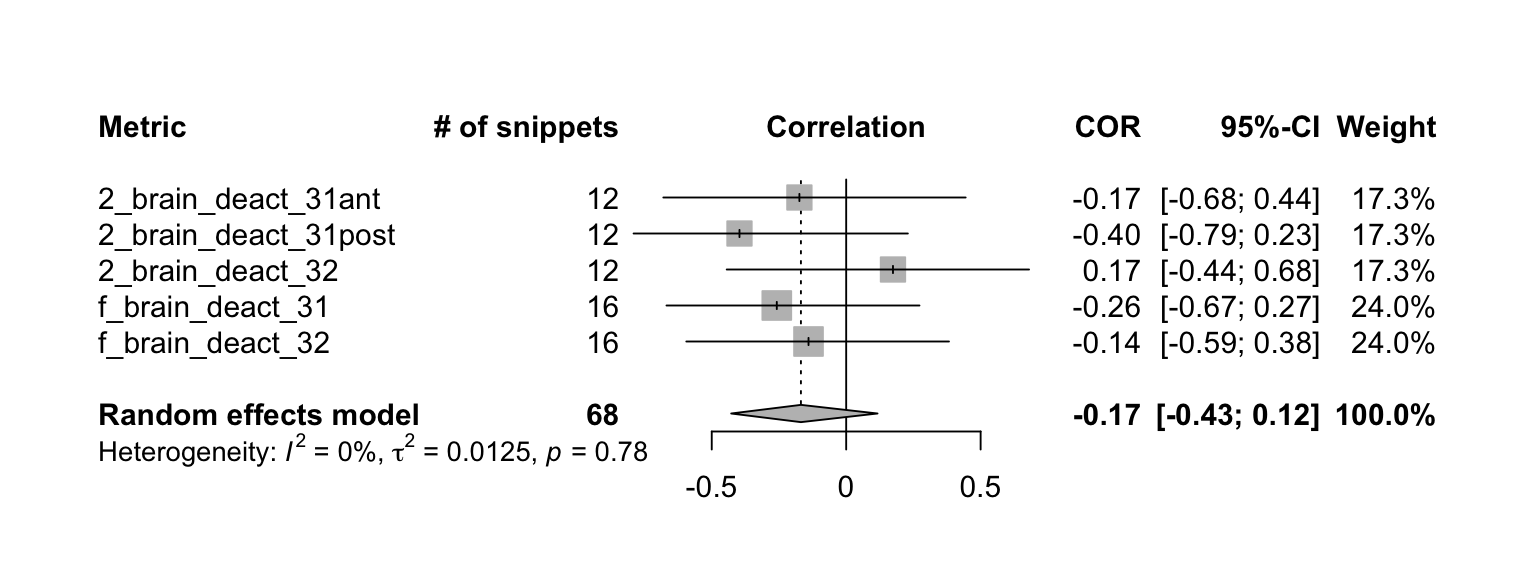 Metric # of snippets Correlation COR 95%-CI Weight
2_brain_deact_31ant 12 -0.17 [-0.68; 0.44] 17.3%
2_brain_deact_31post 12 -0.40 [-0.79; 0.23] 17.3%
2_brain_deact_32 12 0.17 [-0.44; 0.68] 17.3%
f_brain_deact_31 16 -0.26 [-0.67; 0.27] 24.0%
f_brain_deact_32 16 -0.14 [-0.59; 0.38] 24.0%
Random effects model 68 -0.17 [-0.43; 0.12] 100.0%
Heterogeneity: I² = 0%, τ² = 0.0125, p = 0.78
-0.5 0 0.5